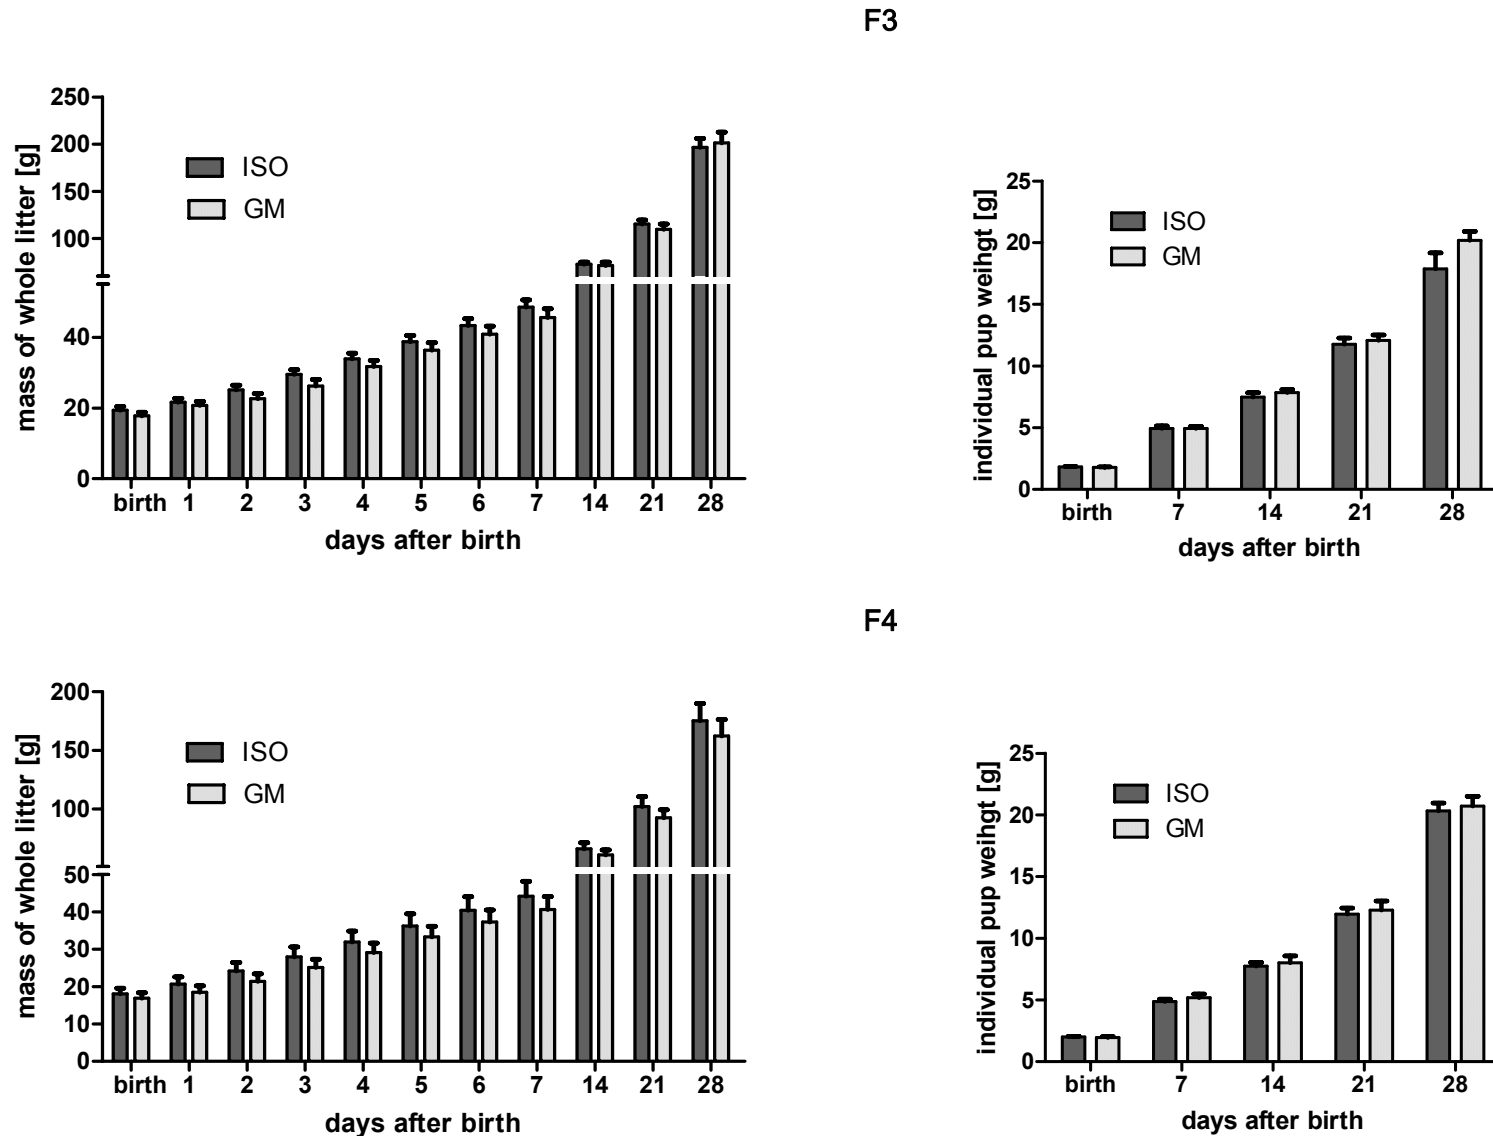 F3
mass of whole litter [g]
250
200
150
100
40
20
0
ISO
GM
birth 1 2 3 4 5 6 7 14 21 28
days after birth
individual pup weihgt [g]
25
20
15
10
5
0
ISO
GM
birth 7 14 21 28
days after birth
F4
mass of whole litter [g]
200
150
100
50
40
30
20
10
0
ISO
GM
birth 1 2 3 4 5 6 7 14 21 28
days after birth
individual pup weihgt [g]
25
20
15
10
5
0
ISO
GM
birth 7 14 21 28
days after birth